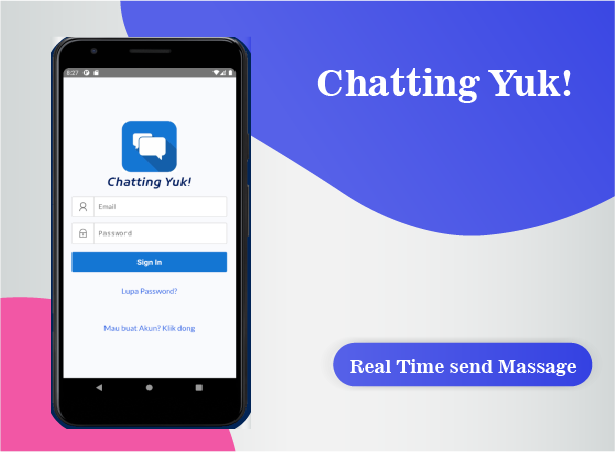 Chatting Yuk!
8:27
Chatting Yuk!
Email
Password
Sign In
Lupa Password?
Mau buat Akun? Klik dong
Real Time send Massage